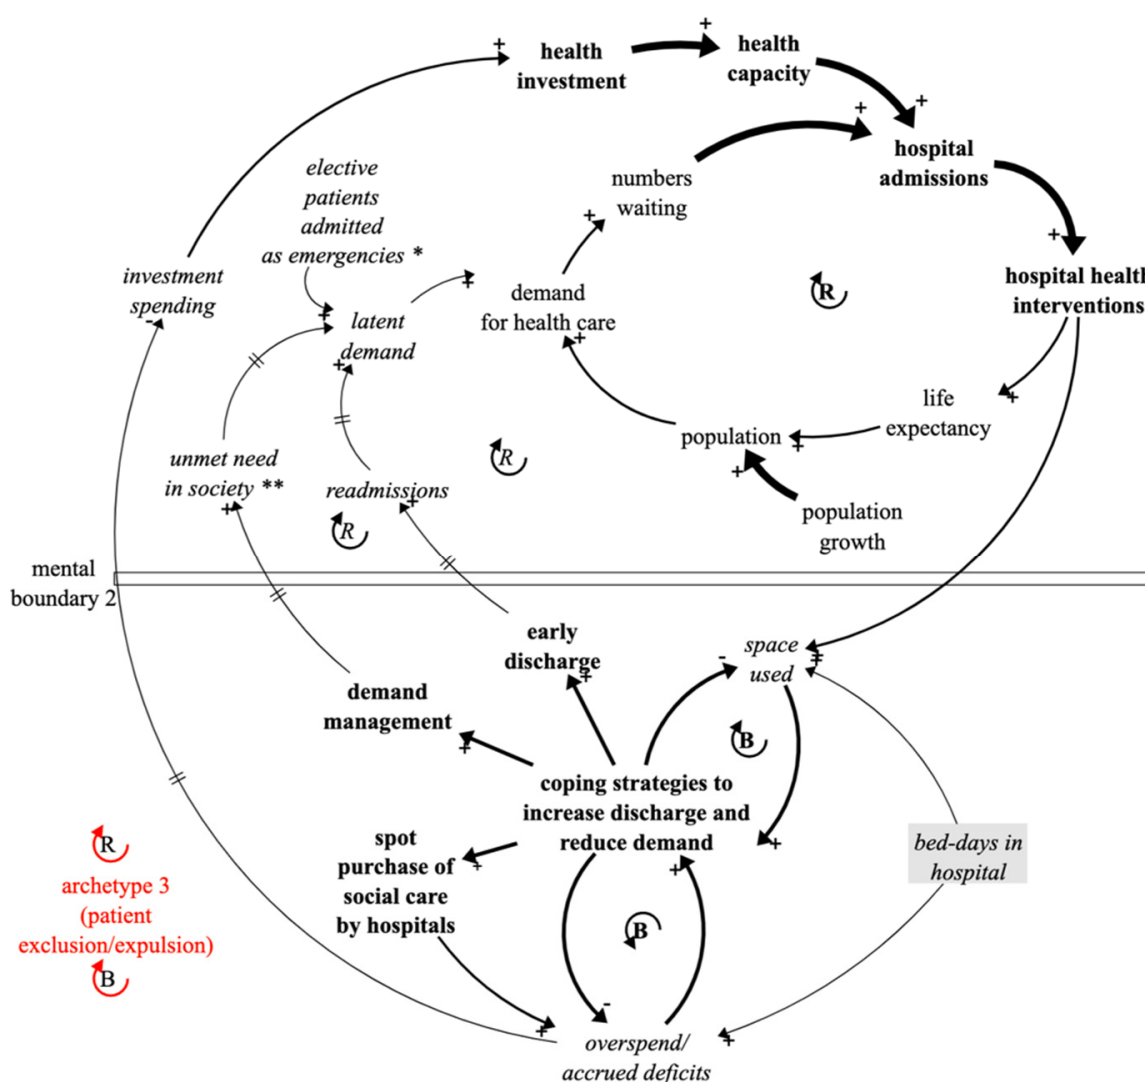 health
investment
health
capacity
hospital
admissions
numbers
waiting
elective
patients
admitted
as emergencies *
investment
spending
latent
demand
demand
for health care
R
hospital health
interventions
life
expectancy
population
population
growth
unmet need
in society **
readmissions
R
R
mental
boundary 2
early
discharge
space
used
demand
management
B
coping strategies to
increase discharge and
reduce demand
spot
purchase of
social care
by hospitals
bed-days in
hospital
B
R
archetype 3
(patient
exclusion/expulsion)
B
overspend/
accrued deficits